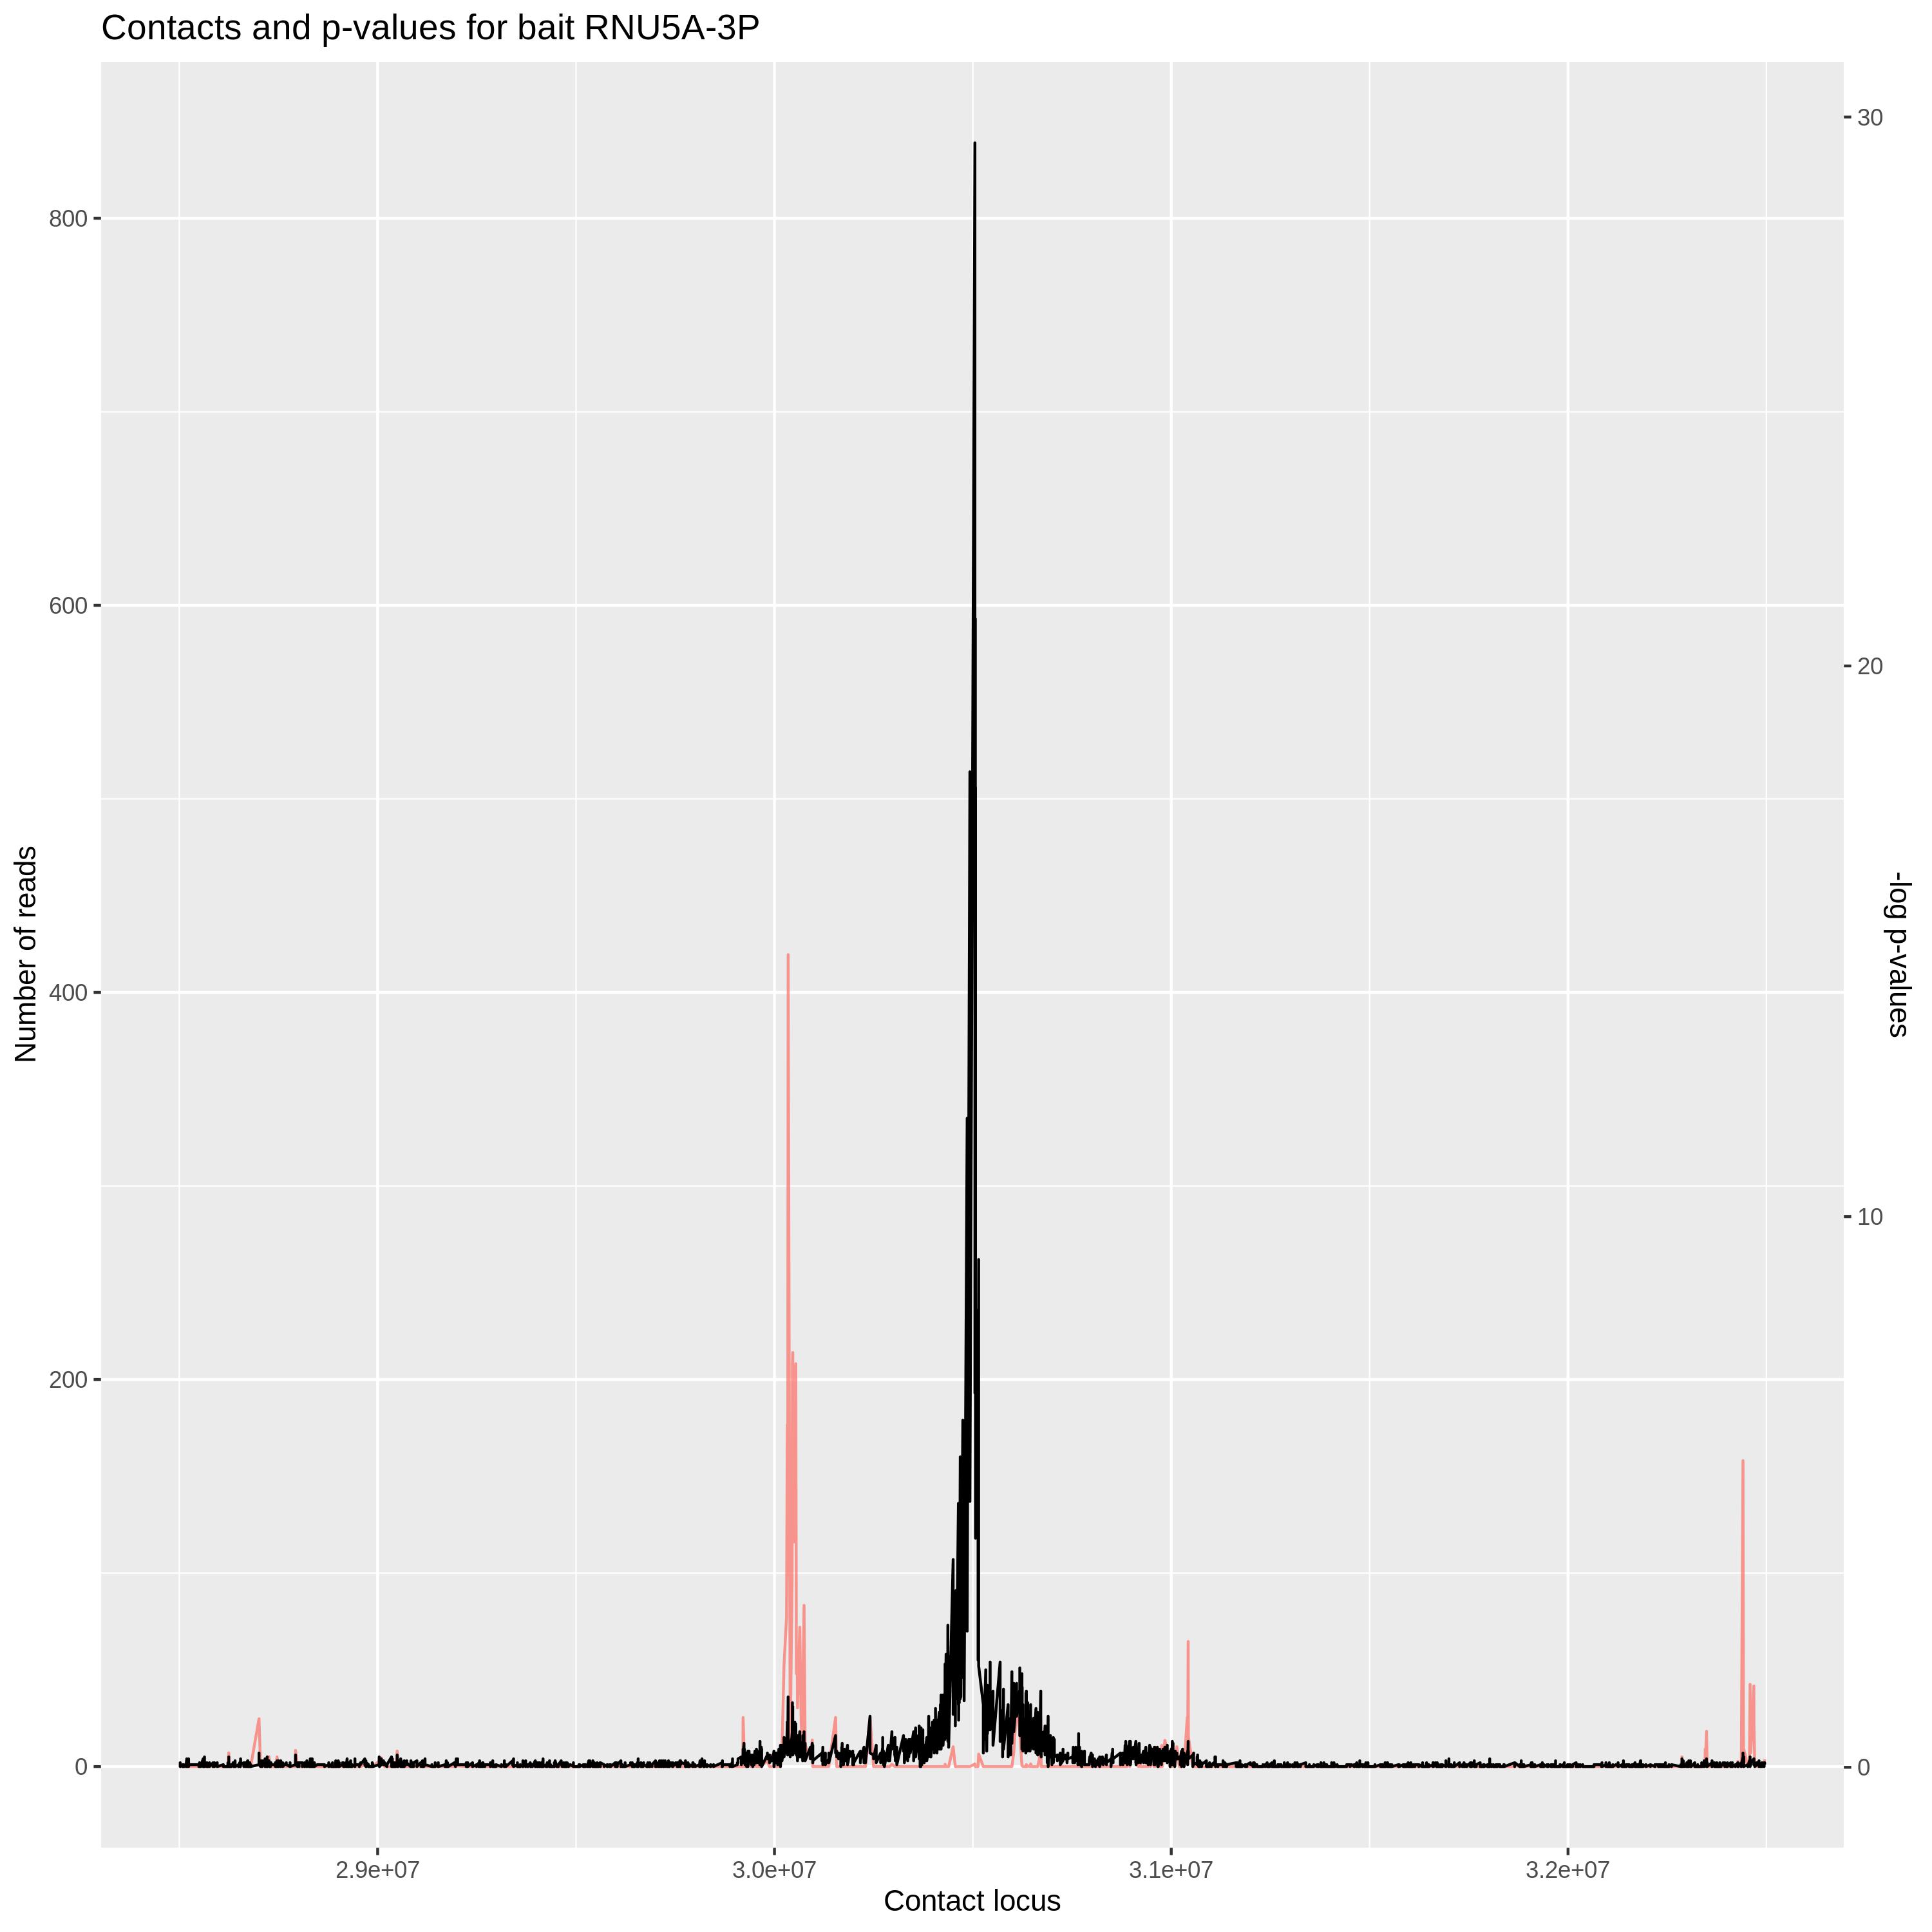 Contacts and p-values for bait RNU5A-3P
30
800
600
20
Number of reads
-log p-values
400
10
200
0
0
2.9e+07
3.0e+07
3.1e+07
3.2e+07
Contact locus